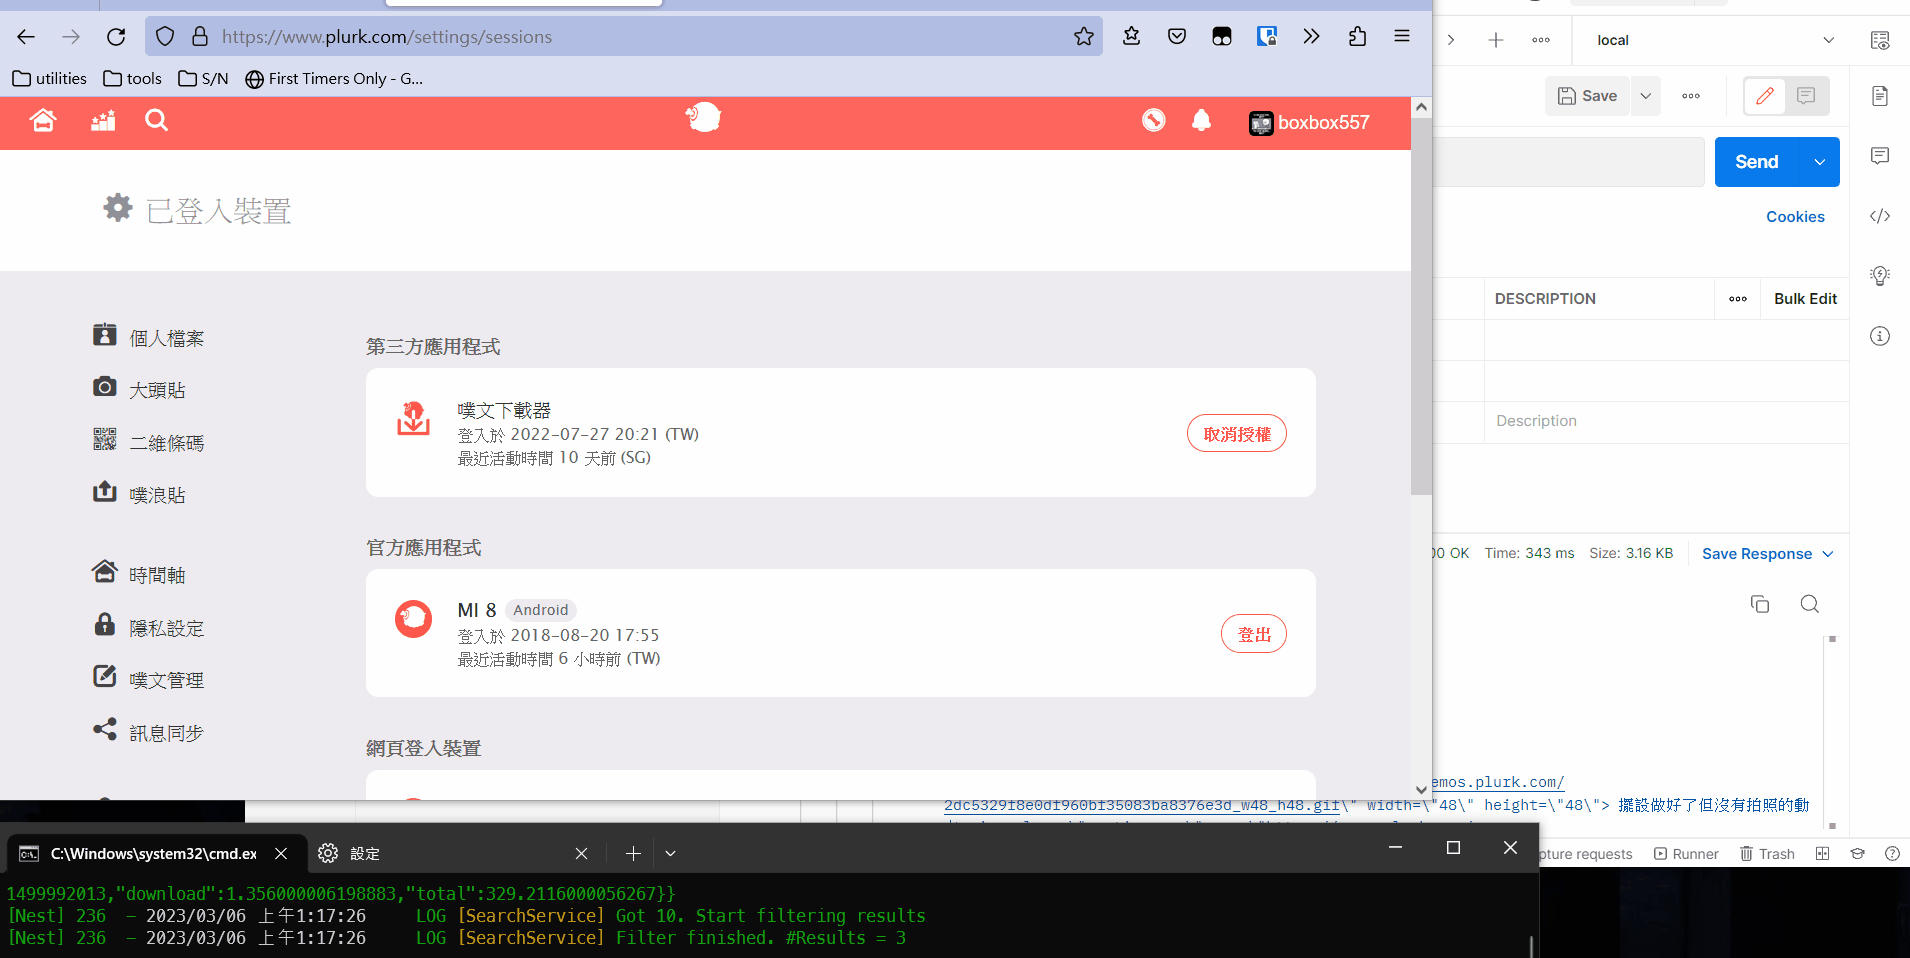 https://www.plurk.com/settings/sessions
utilities
tools
S/N
First Timers Only - G...
boxbox557
已登入裝置
個人檔案
大頭貼
二維條碼
噗浪貼
時間軸
隱私設定
噗文管理
訊息同步
第三方應用程式
噗文下載器
登入於 2022-07-27 20:21 (TW)
最近活動時間 10 天前 (SG)
取消授權
官方應用程式
MI 8 Android
登入於 2018-08-20 17:55
最近活動時間 6 小時前 (TW)
登出
網頁登入裝置
local
Save
Send
Cookies
DESCRIPTION
Bulk Edit
Description
00 OK Time: 343 ms Size: 3.16 KB Save Response
emos.plurk.com/
2dc5329f8e0df960bf35083ba8376e3d_w48_h48.gif\" width=\"48\" height=\"48\"> 擺設做好了但沒有拍照的動
pture requests
Runner
Trash
C:\Windows\system32\cmd.ex
設定
1499992013,"download":1.356000006198883,"total":329.2116000056267}}
[Nest] 236 - 2023/03/06 上午1:17:26 LOG [SearchService] Got 10. Start filtering results
[Nest] 236 - 2023/03/06 上午1:17:26 LOG [SearchService] Filter finished. #Results = 3